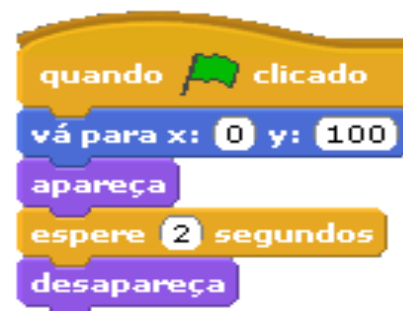 quando clicado
vá para x: 0 y: 100
apareça
espere 2 segundos
desapareça